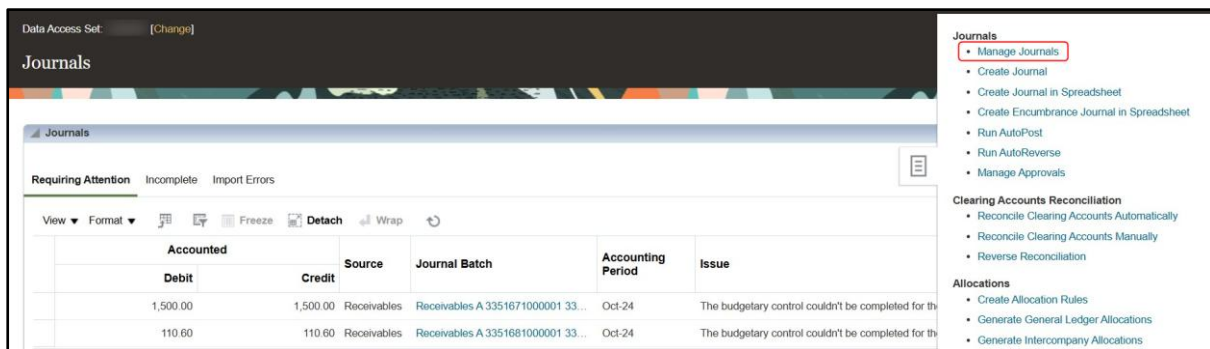 Data Access Set: [Change]
Journals
Journals
Requiring Attention Incomplete Import Errors
View Format Freeze Detach Wrap
Accounted
Debit Credit Source Journal Batch Accounting Period Issue
1,500.00 1,500.00 Receivables Receivables A 3351671000001 33... Oct-24 The budgetary control couldn't be completed for th
110.60 110.60 Receivables Receivables A 3351681000001 33... Oct-24 The budgetary control couldn't be completed for th
Journals
• Manage Journals
• Create Journal
• Create Journal in Spreadsheet
• Create Encumbrance Journal in Spreadsheet
• Run AutoPost
• Run AutoReverse
• Manage Approvals
Clearing Accounts Reconciliation
• Reconcile Clearing Accounts Automatically
• Reconcile Clearing Accounts Manually
• Reverse Reconciliation
Allocations
• Create Allocation Rules
• Generate General Ledger Allocations
• Generate Intercompany Allocations